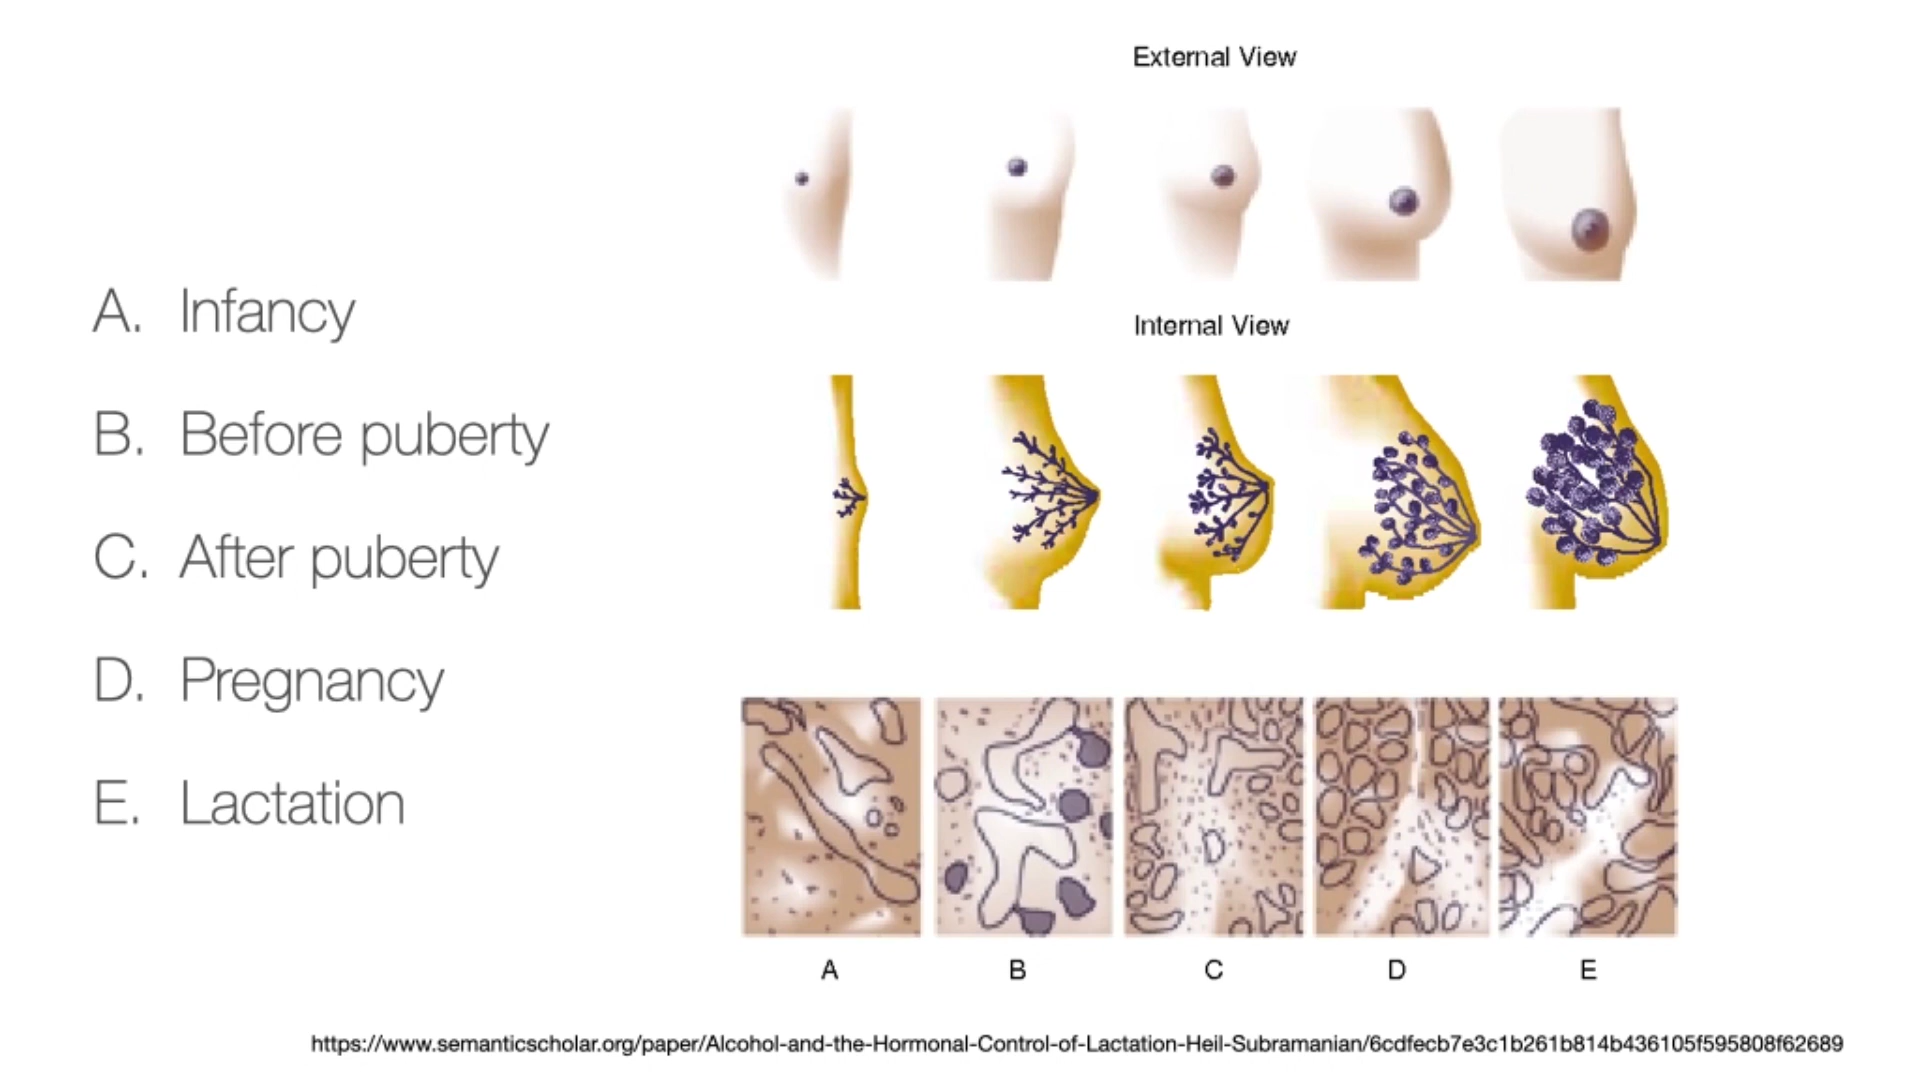 External View
Internal View
A. Infancy
B. Before puberty
C. After puberty
D. Pregnancy
E. Lactation
A B C D E
https://www.semanticscholar.org/paper/Alcohol-and-the-Hormonal-Control-of-Lactation-Heil-Subramanian/6cdfecb7e3c1b261b814b436105f595808f62689